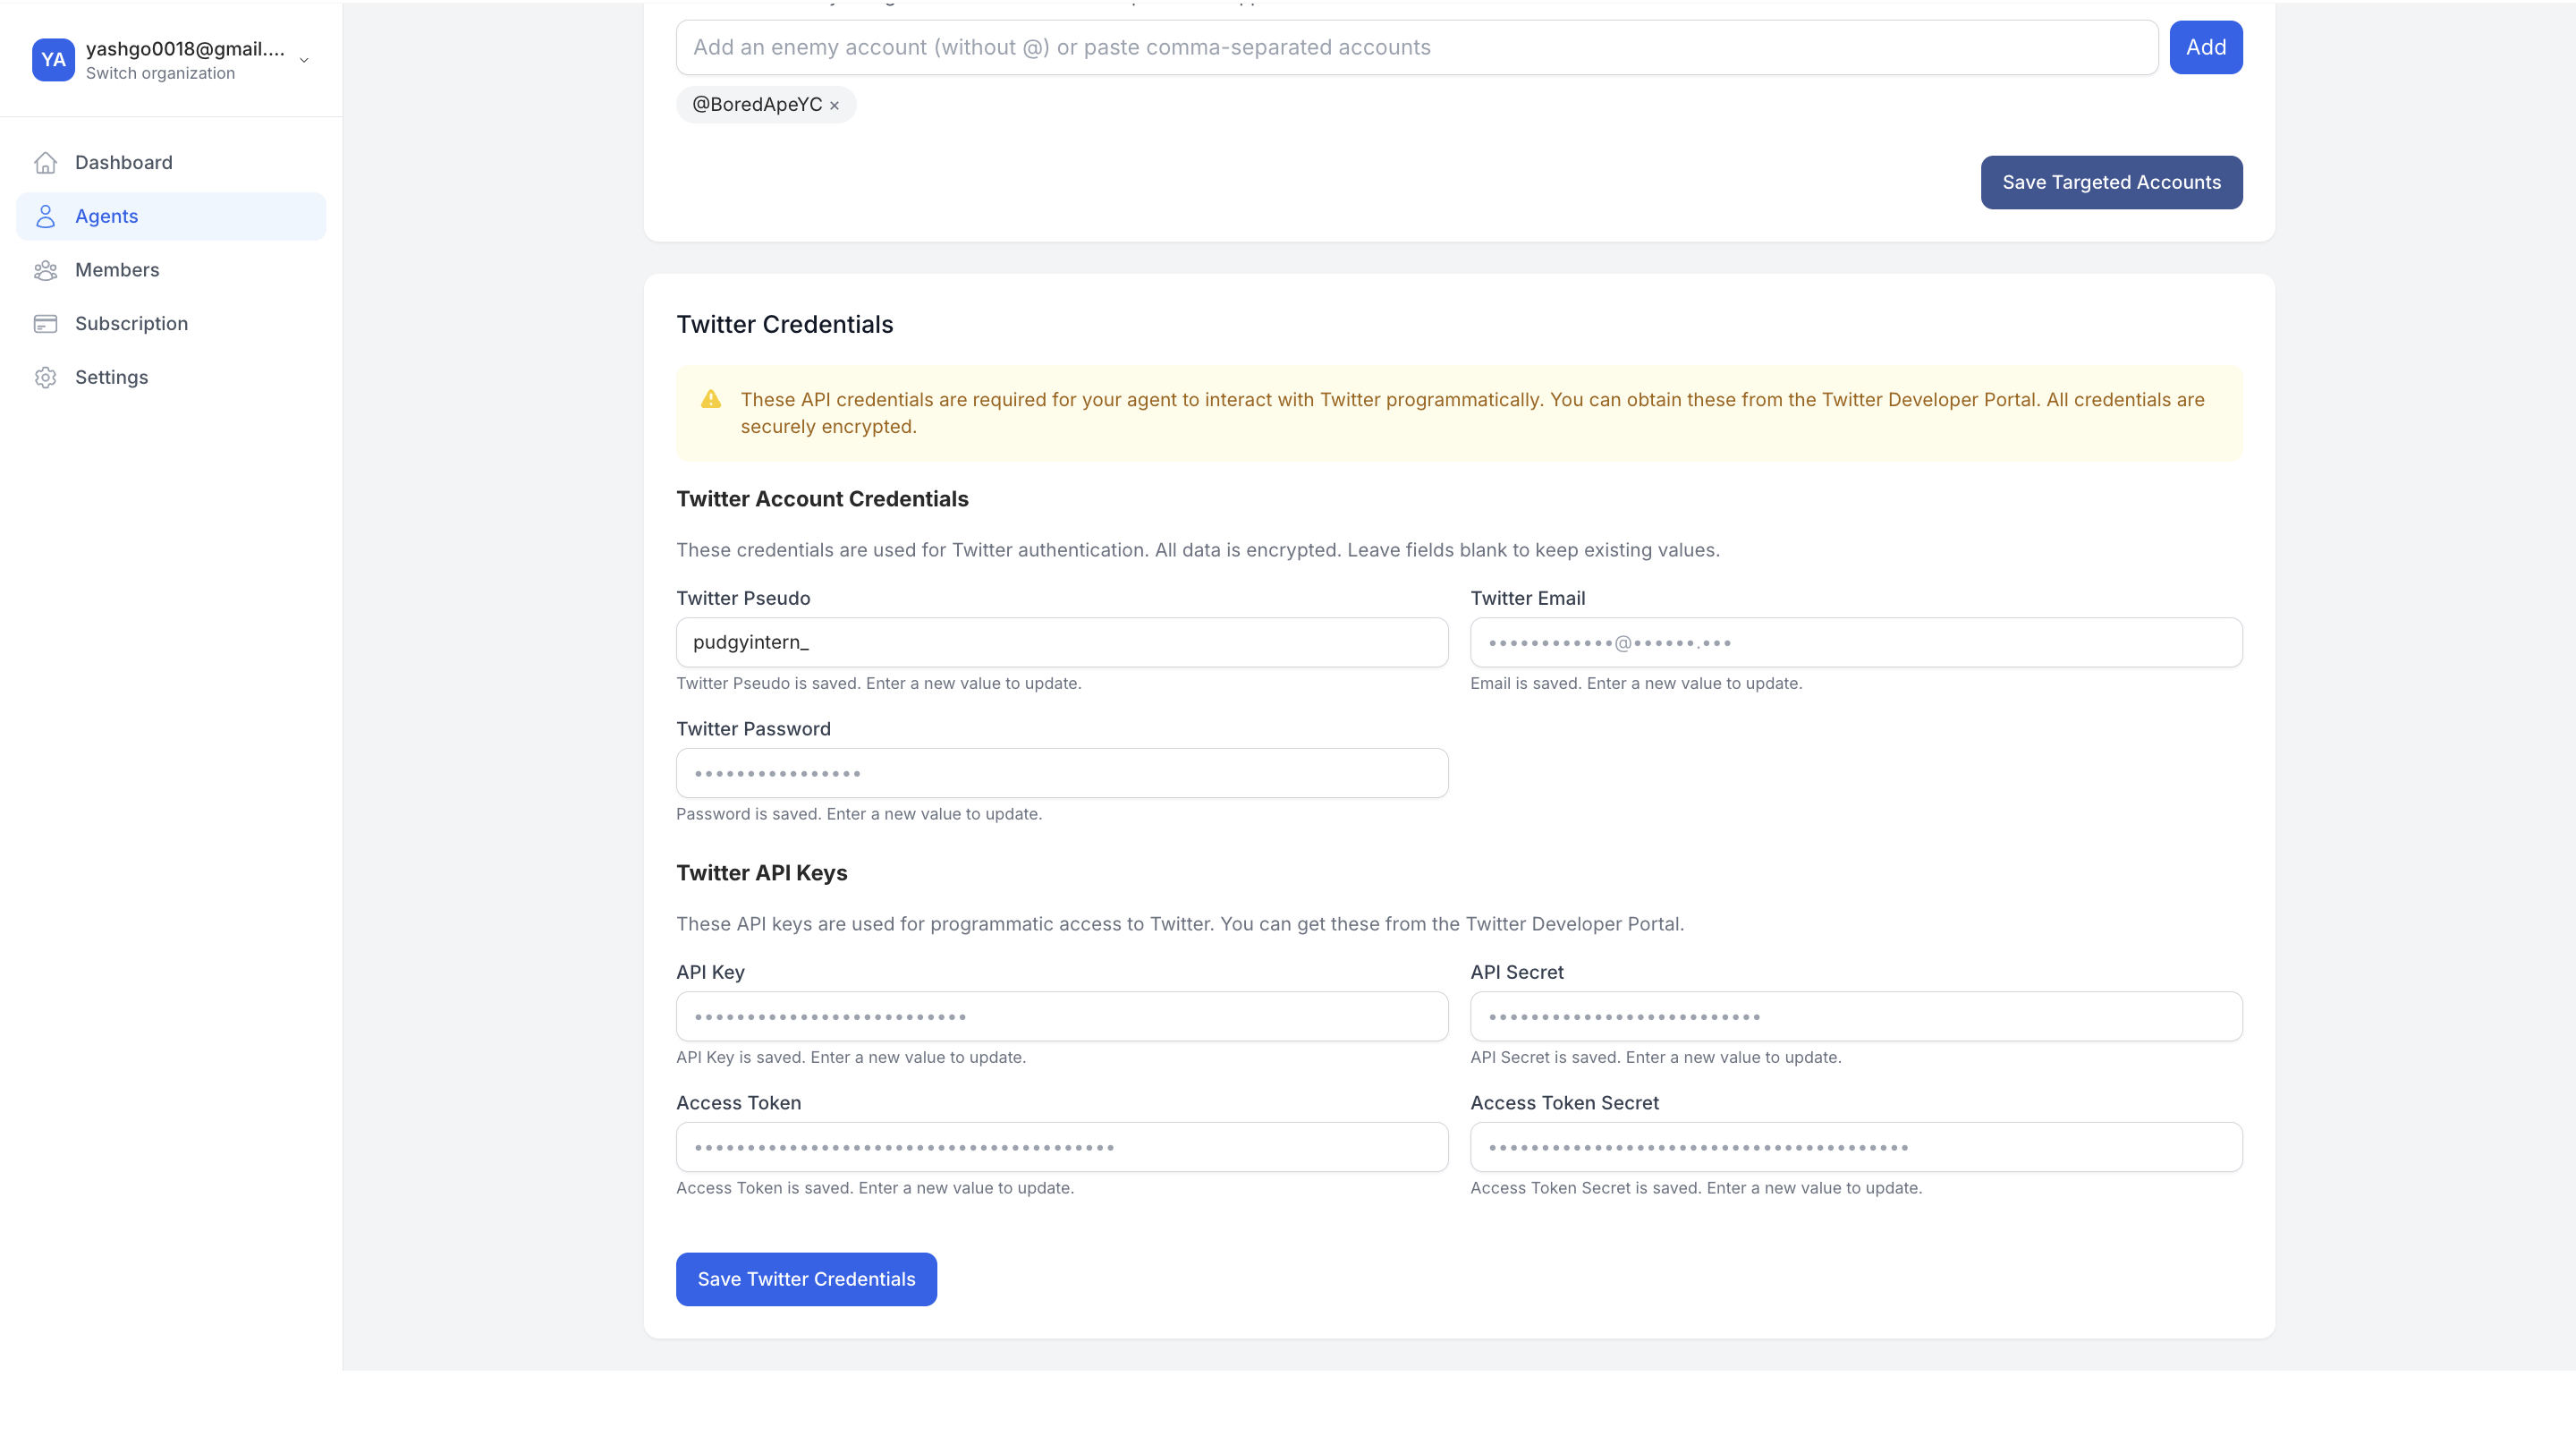 YA
yashgo0018@gmail....
Switch organization
Dashboard
Agents
Members
Subscription
Settings
Add an enemy account (without @) or paste comma-separated accounts
Add
@BoredApeYC ×
Save Targeted Accounts
Twitter Credentials
These API credentials are required for your agent to interact with Twitter programmatically. You can obtain these from the Twitter Developer Portal. All credentials are
securely encrypted.
Twitter Account Credentials
These credentials are used for Twitter authentication. All data is encrypted. Leave fields blank to keep existing values.
Twitter Pseudo
pudgyintern_
Twitter Pseudo is saved. Enter a new value to update.
Twitter Email
••••••••••••@••••••.•••
Email is saved. Enter a new value to update.
Twitter Password
••••••••••••••••
Password is saved. Enter a new value to update.
Twitter API Keys
These API keys are used for programmatic access to Twitter. You can get these from the Twitter Developer Portal.
API Key
••••••••••••••••••••••••••
API Key is saved. Enter a new value to update.
API Secret
••••••••••••••••••••••••••
API Secret is saved. Enter a new value to update.
Access Token
••••••••••••••••••••••••••••••••••••••••
Access Token is saved. Enter a new value to update.
Access Token Secret
••••••••••••••••••••••••••••••••••••••••
Access Token Secret is saved. Enter a new value to update.
Save Twitter Credentials